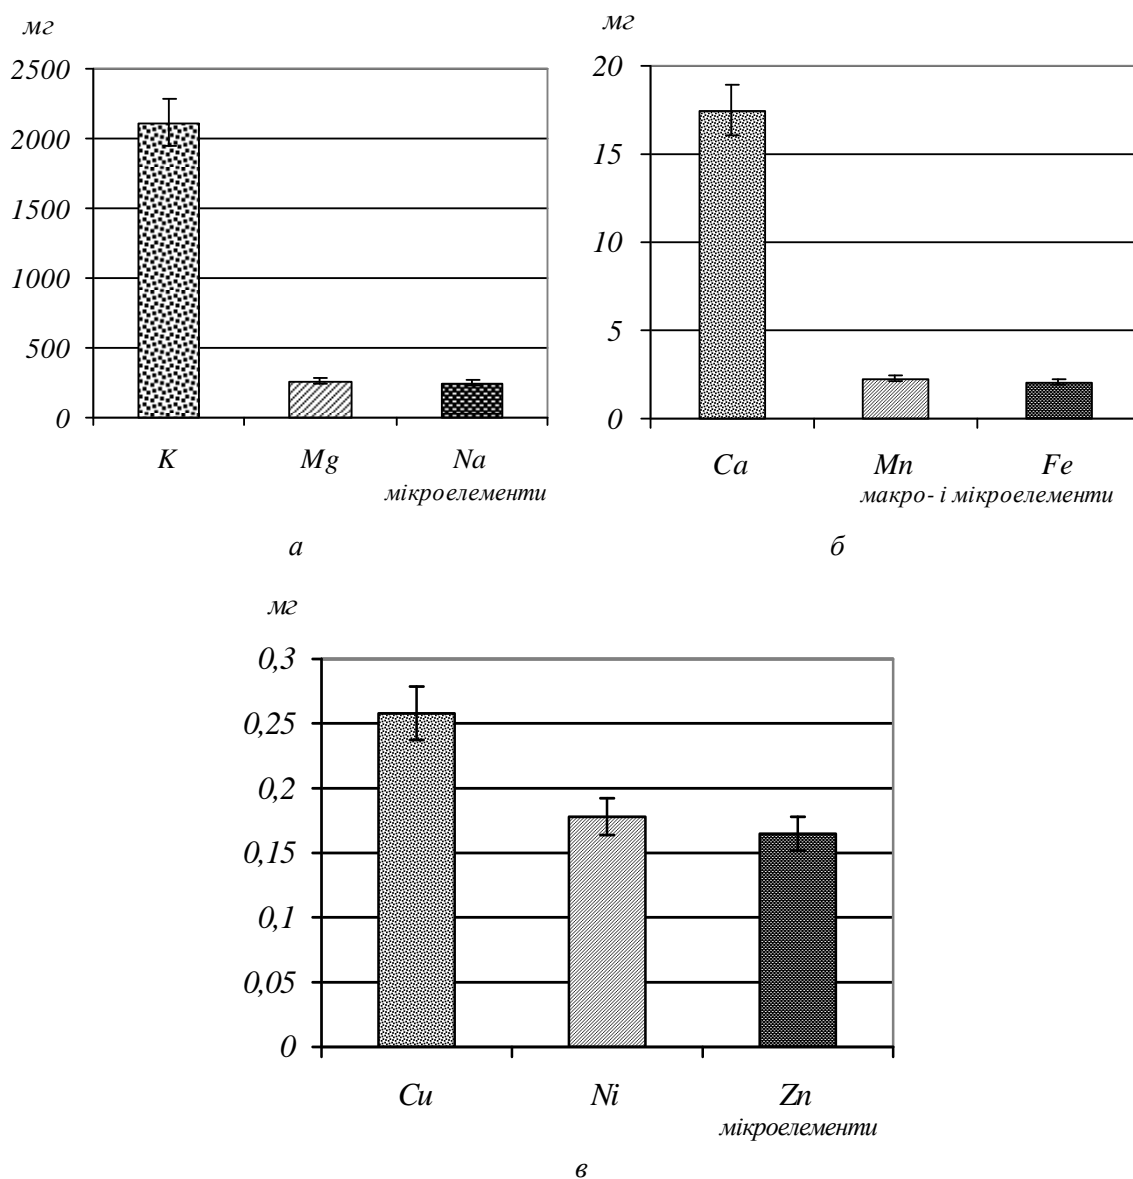 мг
2500
2000
1500
1000
500
0
K Mg Na
мікроелементи
а
мг
20
15
10
5
0
Ca Mn Fe
макро- і мікроелементи
б
мг
0,3
0,25
0,2
0,15
0,1
0,05
0
Cu Ni Zn
мікроелементи
в